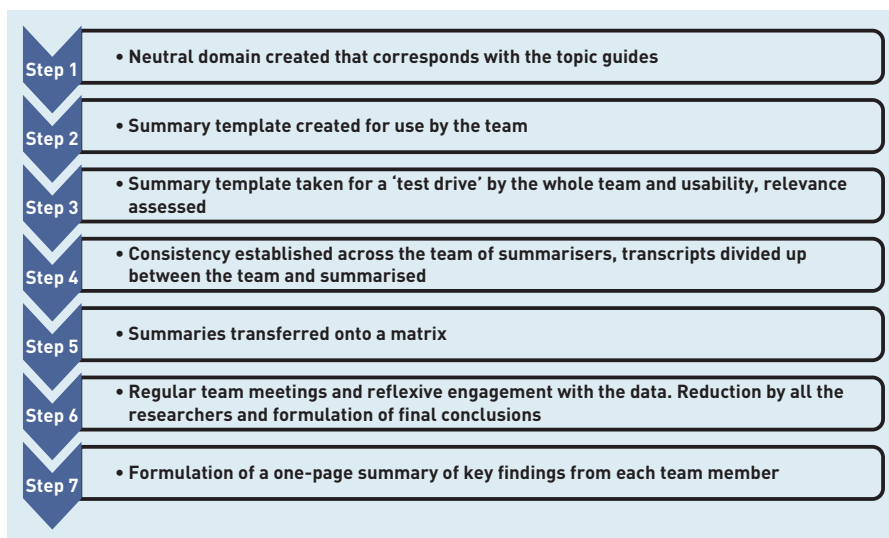 Step 1
• Neutral domain created that corresponds with the topic guides
Step 2
• Summary template created for use by the team
Step 3
• Summary template taken for a ‘test drive’ by the whole team and usability, relevance
assessed
Step 4
• Consistency established across the team of summarisers, transcripts divided up
between the team and summarised
Step 5
• Summaries transferred onto a matrix
Step 6
• Regular team meetings and reflexive engagement with the data. Reduction by all the
researchers and formulation of final conclusions
Step 7
• Formulation of a one-page summary of key findings from each team member